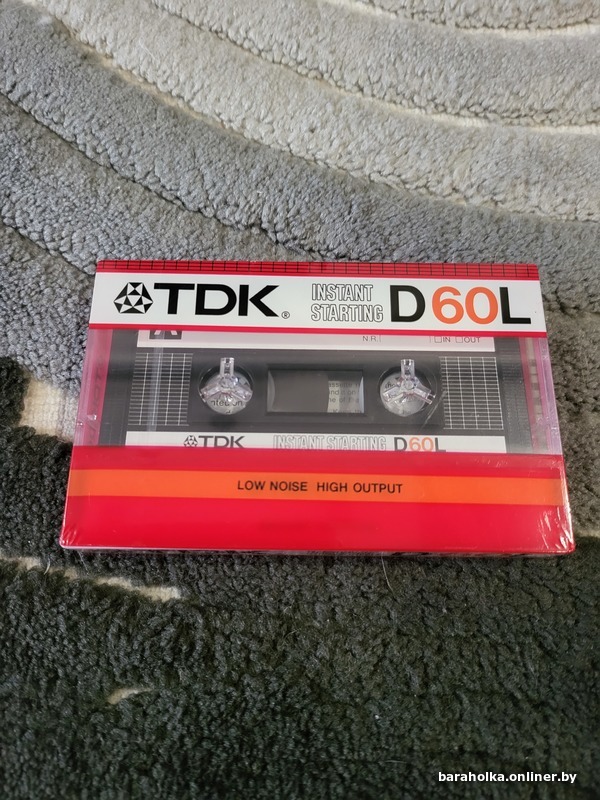 TDK® INSTANT STARTING D60L
A N.R. □IN □OUT
TDK INSTANT STARTING D60L
LOW NOISE HIGH OUTPUT
baraholka.onliner.by